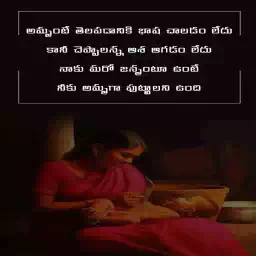 అమ్మంటే తెలపడానికి భాష చాలడం లేదు
కానీ చెప్పాలన్న ఆశ ఆగడం లేదు
నాకు మరో జన్మంటూ ఉంటే
నీకు అమ్మగా పుట్టాలని ఉంది